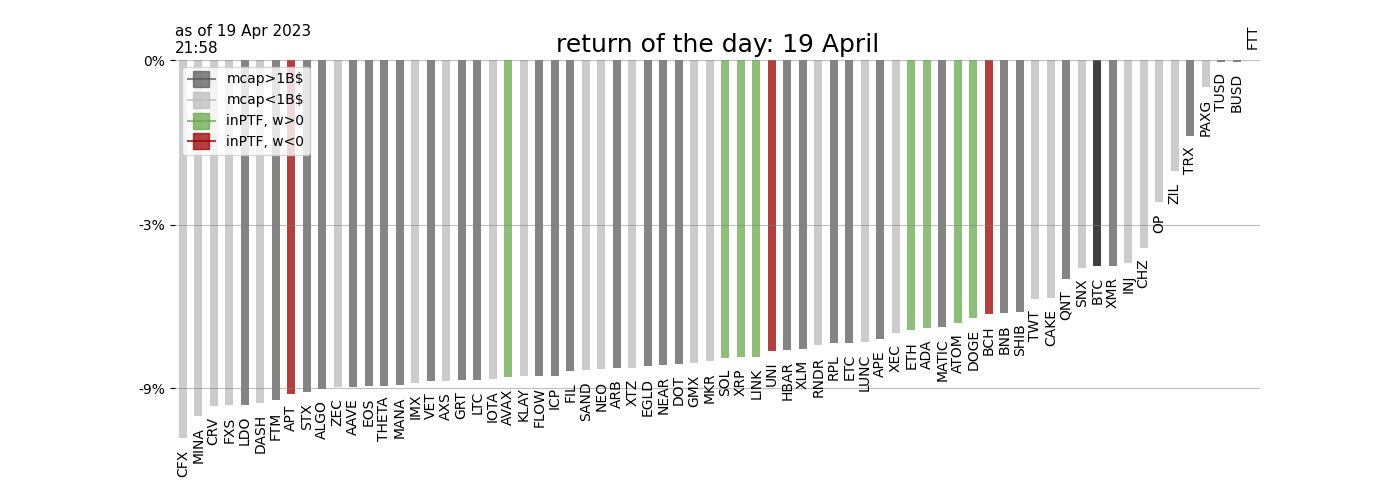 as of 19 Apr 2023
21:58
return of the day: 19 April
FTT
0%
-3%
-9%
mcap>1B$
mcap<1B$
inPTF, w>0
inPTF, w<0
CFX
MINA
CRV
FXS
LDO
DASH
FTM
APT
STX
ALGO
ZEC
AAVE
EOS
THETA
MANA
IMX
VET
AXS
GRT
LTC
IOTA
AVAX
KLAY
FLOW
ICP
FIL
SAND
NEO
ARB
XTZ
EGLD
NEAR
DOT
GMX
MKR
SOL
XRP
LINK
UNI
HBAR
XLM
RNDR
RPL
ETC
LUNC
APE
XEC
ETH
ADA
MATIC
ATOM
DOGE
BCH
BNB
SHIB
TWT
CAKE
QNT
SNX
BTC
XMR
INJ
CHZ
OP
ZIL
TRX
PAXG
TUSD
BUSD